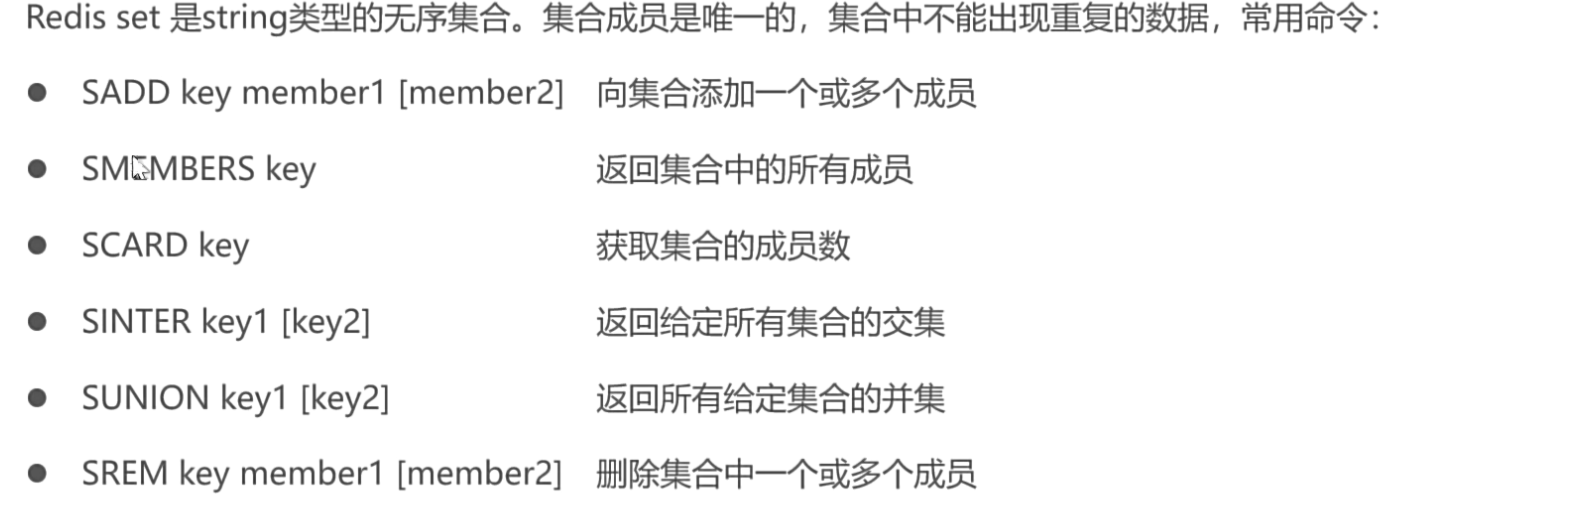 Redis set 是string类型的无序集合。集合成员是唯一的，集合中不能出现重复的数据，常用命令：
● SADD key member1 [member2] 向集合添加一个或多个成员
● SMEMBERS key 返回集合中的所有成员
● SCARD key 获取集合的成员数
● SINTER key1 [key2] 返回给定所有集合的交集
● SUNION key1 [key2] 返回所有给定集合的并集
● SREM key member1 [member2] 删除集合中一个或多个成员